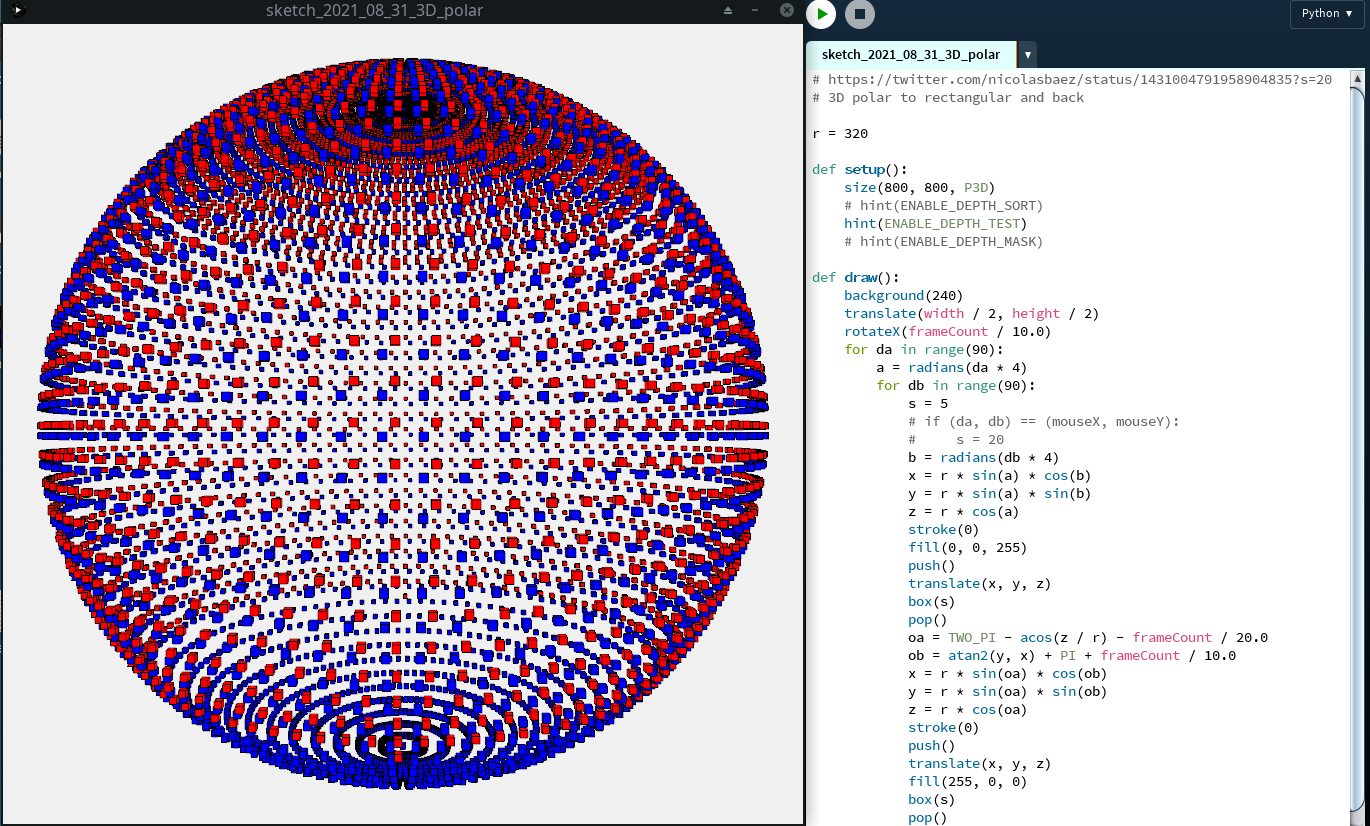 sketch_2021_08_31_3D_polar
Python ▾
sketch_2021_08_31_3D_polar
# https://twitter.com/nicolasbaez/status/1431004791958904835?s=20
# 3D polar to rectangular and back
r = 320
def setup():
    size(800, 800, P3D)
    # hint(ENABLE_DEPTH_SORT)
    hint(ENABLE_DEPTH_TEST)
    # hint(ENABLE_DEPTH_MASK)
def draw():
    background(240)
    translate(width / 2, height / 2)
    rotateX(frameCount / 10.0)
    for da in range(90):
        a = radians(da * 4)
        for db in range(90):
            s = 5
            # if (da, db) == (mouseX, mouseY):
            #     s = 20
            b = radians(db * 4)
            x = r * sin(a) * cos(b)
            y = r * sin(a) * sin(b)
            z = r * cos(a)
            stroke(0)
            fill(0, 0, 255)
            push()
            translate(x, y, z)
            box(s)
            pop()
            oa = TWO_PI - acos(z / r) - frameCount / 20.0
            ob = atan2(y, x) + PI + frameCount / 10.0
            x = r * sin(oa) * cos(ob)
            y = r * sin(oa) * sin(ob)
            z = r * cos(oa)
            stroke(0)
            push()
            translate(x, y, z)
            fill(255, 0, 0)
            box(s)
            pop()